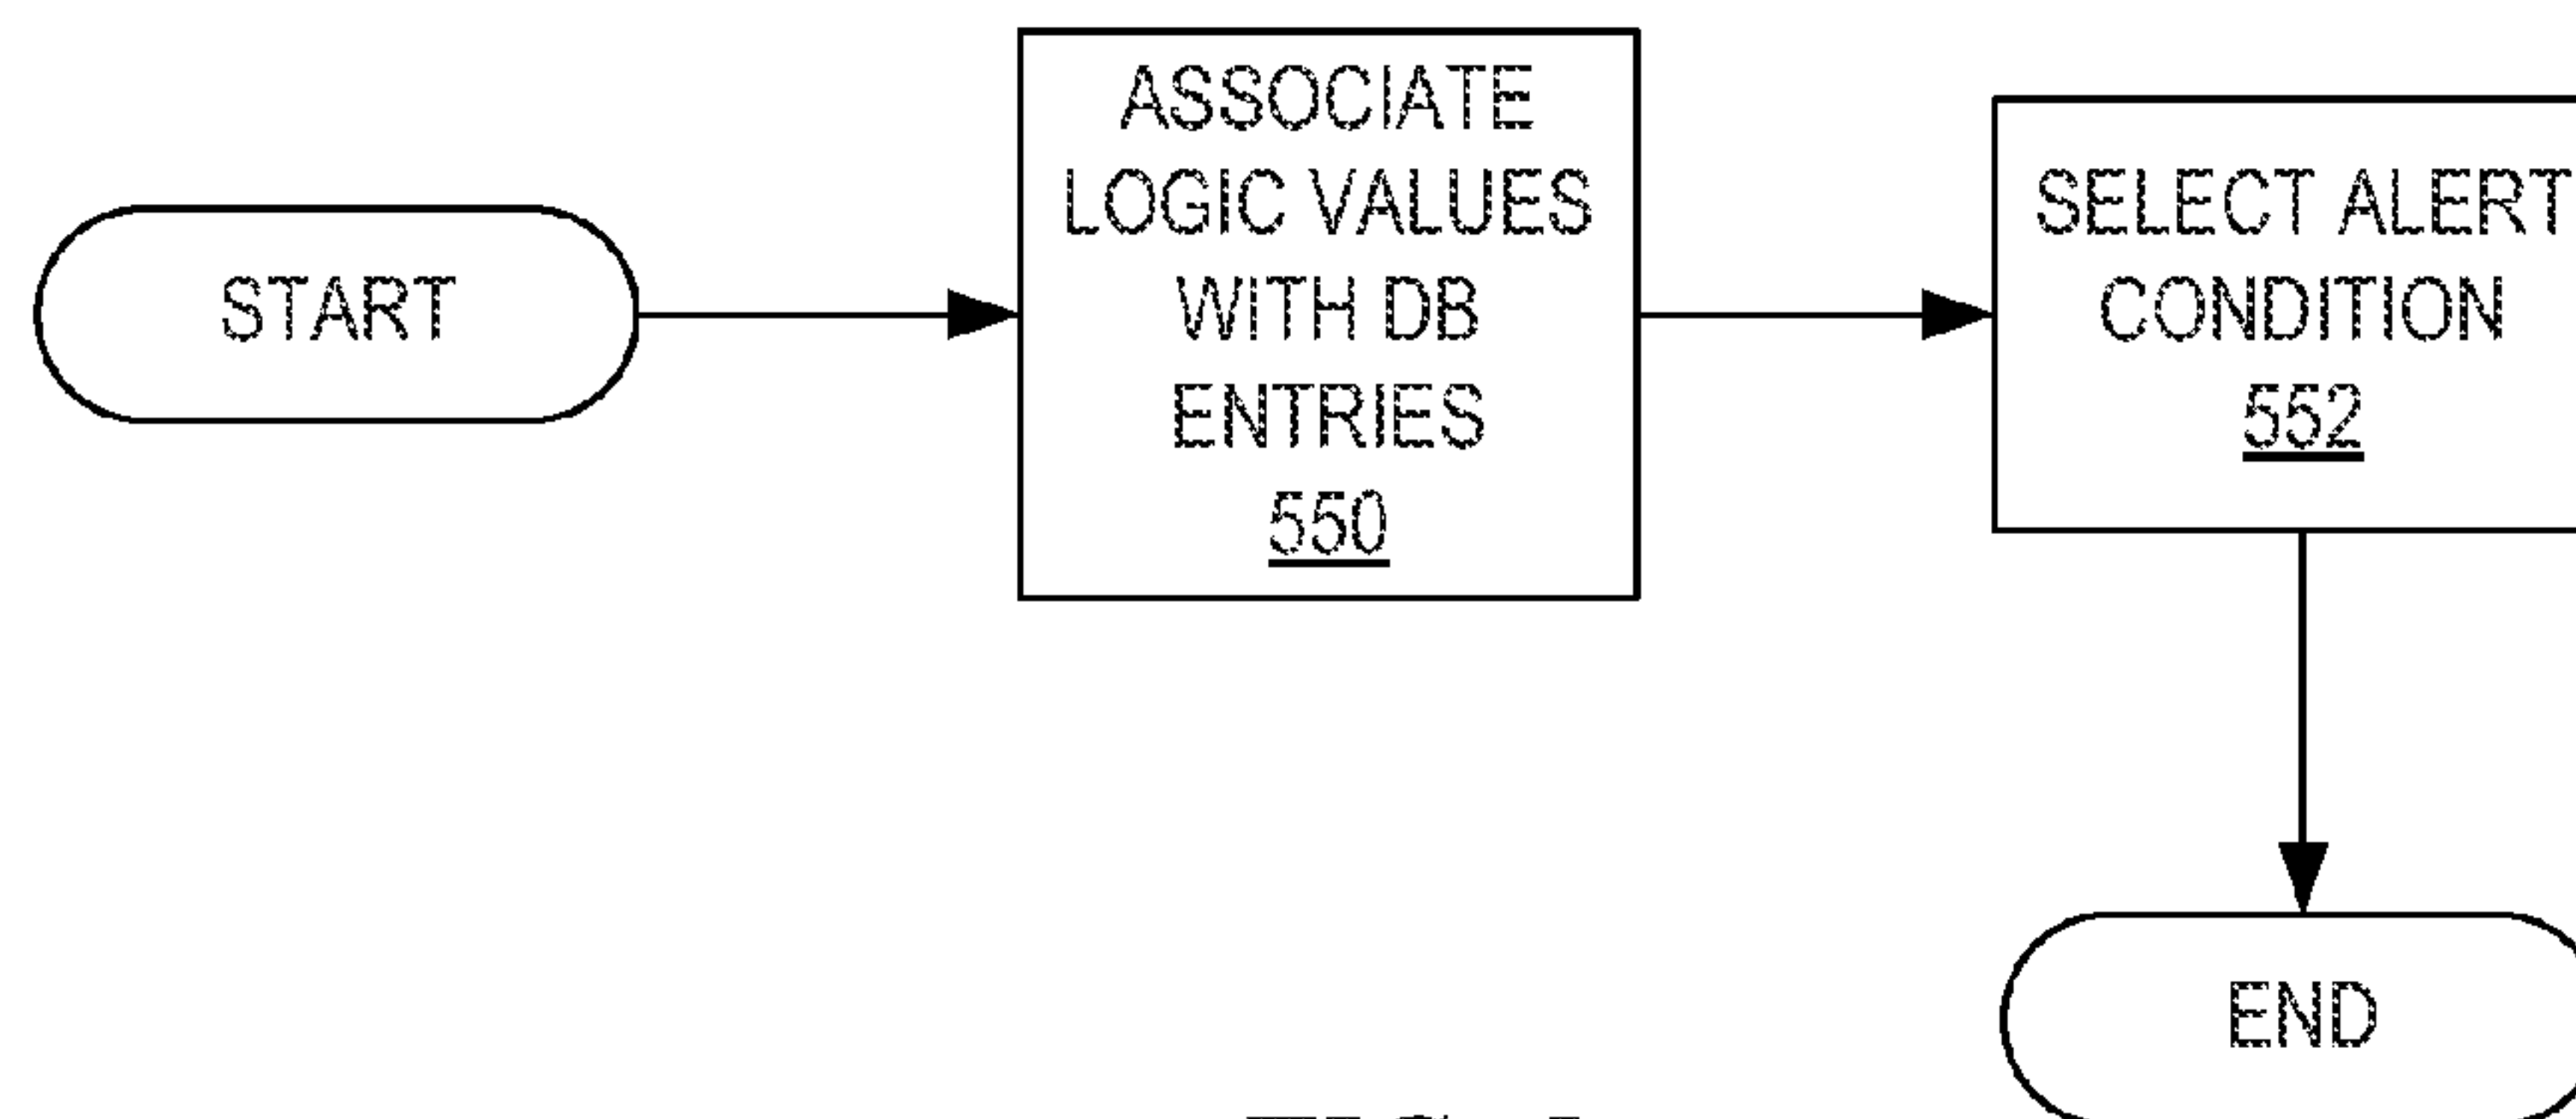 START
ASSOCIATE
LOGIC VALUES
WITH DB
ENTRIES
550
SELECT ALERT
CONDITION
552
END